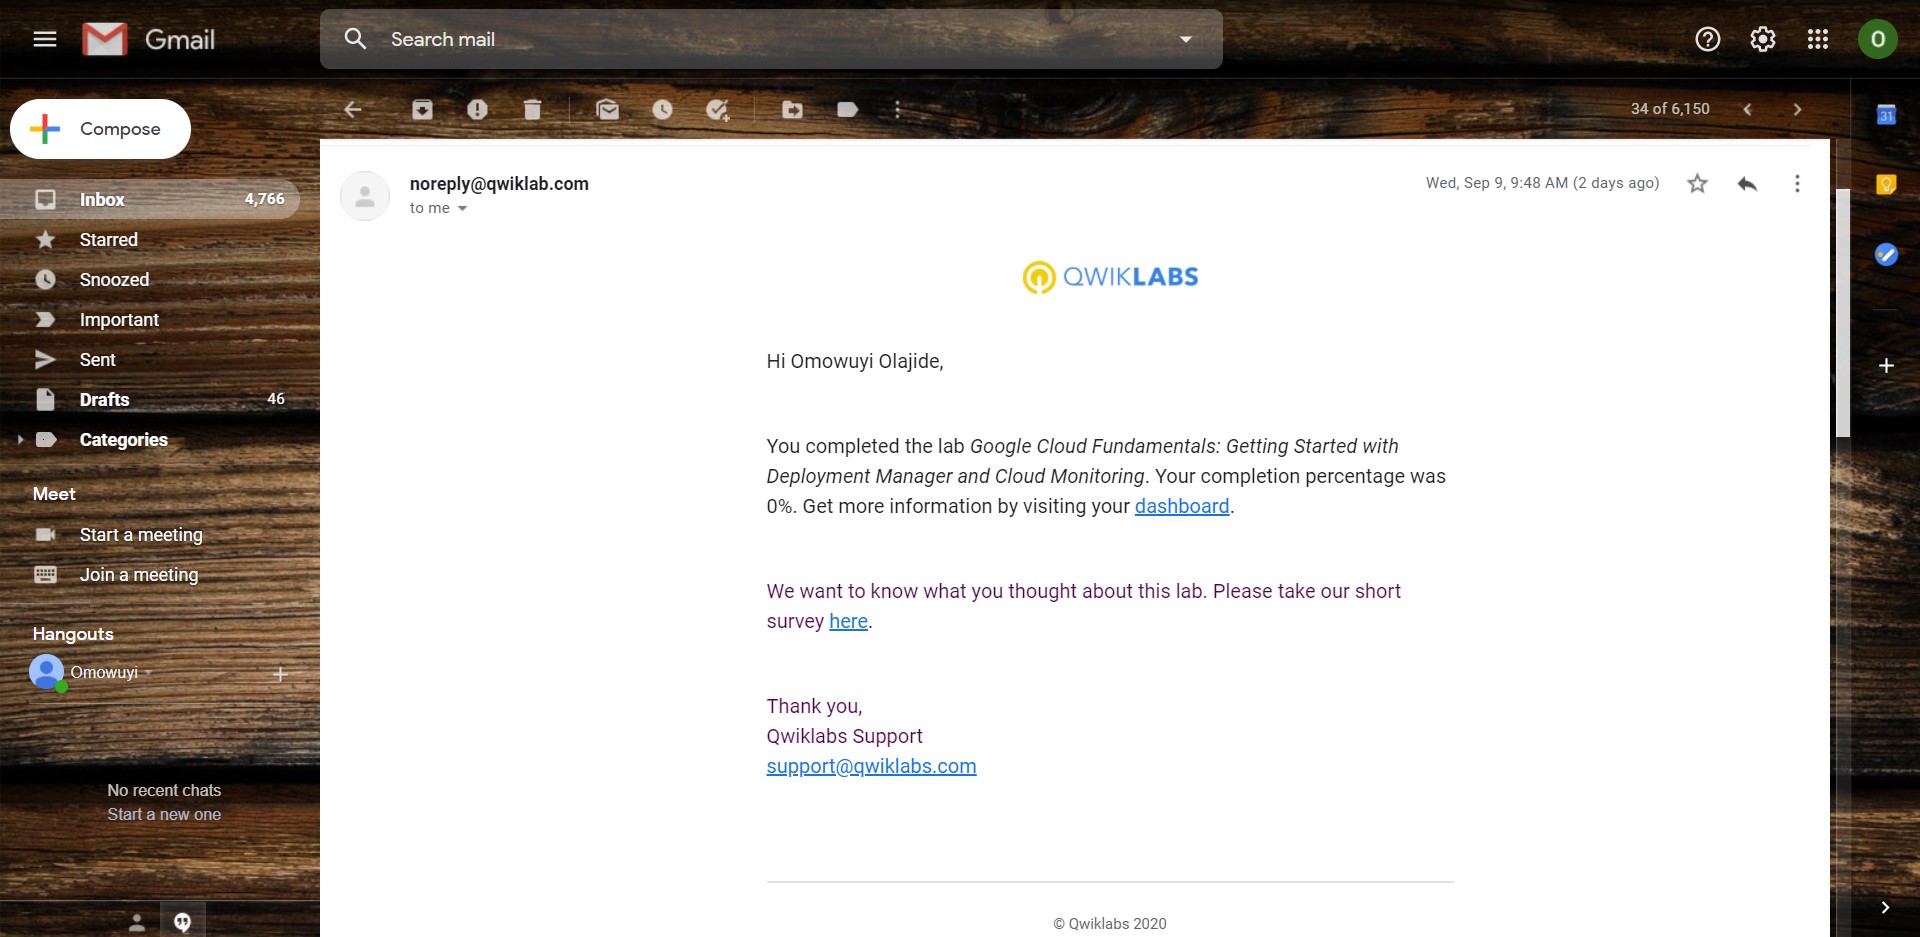 Gmail
Search mail
O
Compose
34 of 6,150
31
Inbox 4,766
Starred
Snoozed
Important
Sent
Drafts 46
Categories
Meet
Start a meeting
Join a meeting
Hangouts
Omowuyi
No recent chats
Start a new one
noreply@qwiklab.com
to me
Wed, Sep 9, 9:48 AM (2 days ago)
QWIKLABS
Hi Omowuyi Olajide,
You completed the lab Google Cloud Fundamentals: Getting Started with
Deployment Manager and Cloud Monitoring. Your completion percentage was
0%. Get more information by visiting your dashboard.
We want to know what you thought about this lab. Please take our short
survey here.
Thank you,
Qwiklabs Support
support@qwiklabs.com
© Qwiklabs 2020